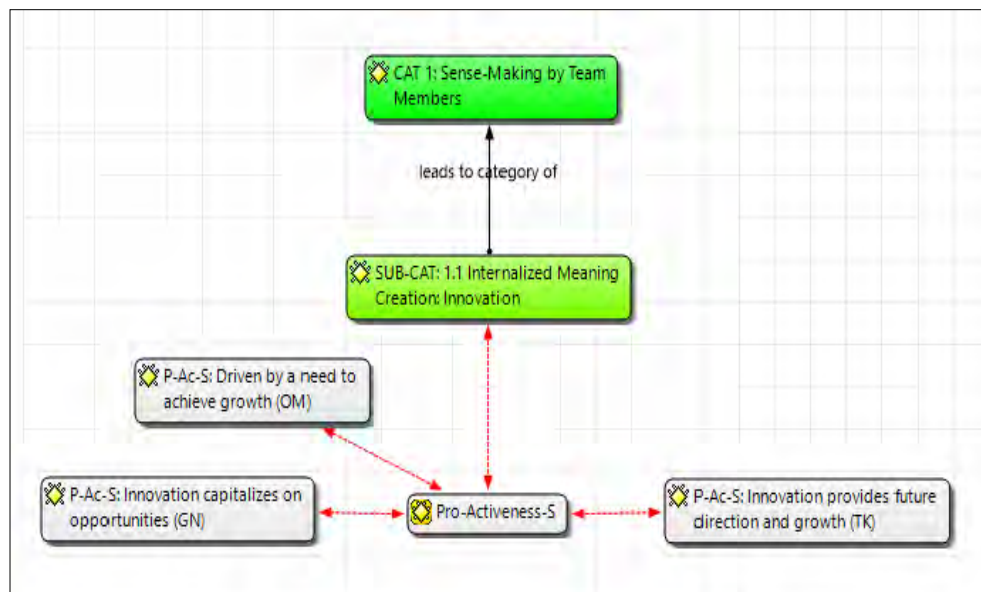 CAT 1: Sense-Making by Team
Members
leads to category of
SUB-CAT: 1.1 Internalized Meaning
Creation: Innovation
P-Ac-S: Driven by a need to
achieve growth (OM)
P-Ac-S: Innovation capitalizes on
opportunities (GN)
Pro-Activeness-S
P-Ac-S: Innovation provides future
direction and growth (TK)